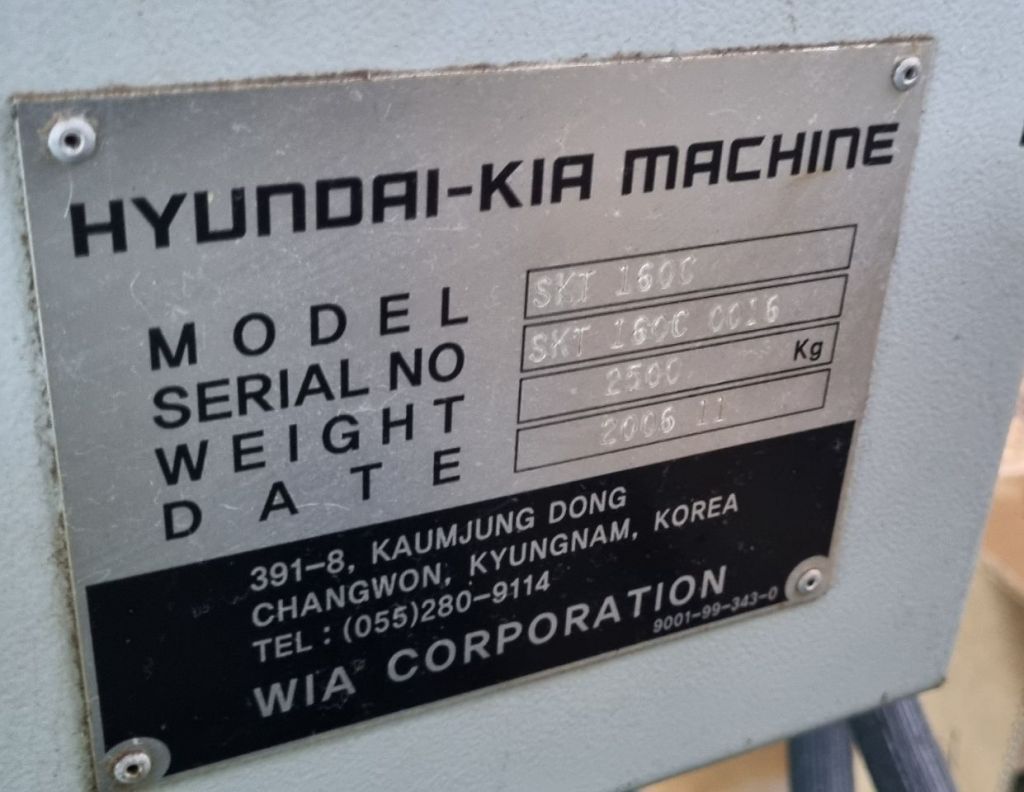 HYUNDAI-KIA MACHINE
MODEL SKT 160C
SERIAL NO SKT 160C 0016
WEIGHT 2500 Kg
DATE 2006 11
391-8, KAUMJUNG DONG
CHANGWON, KYUNGNAM, KOREA
TEL : (055)280-9114
WIA CORPORATION
9001-99-343-0